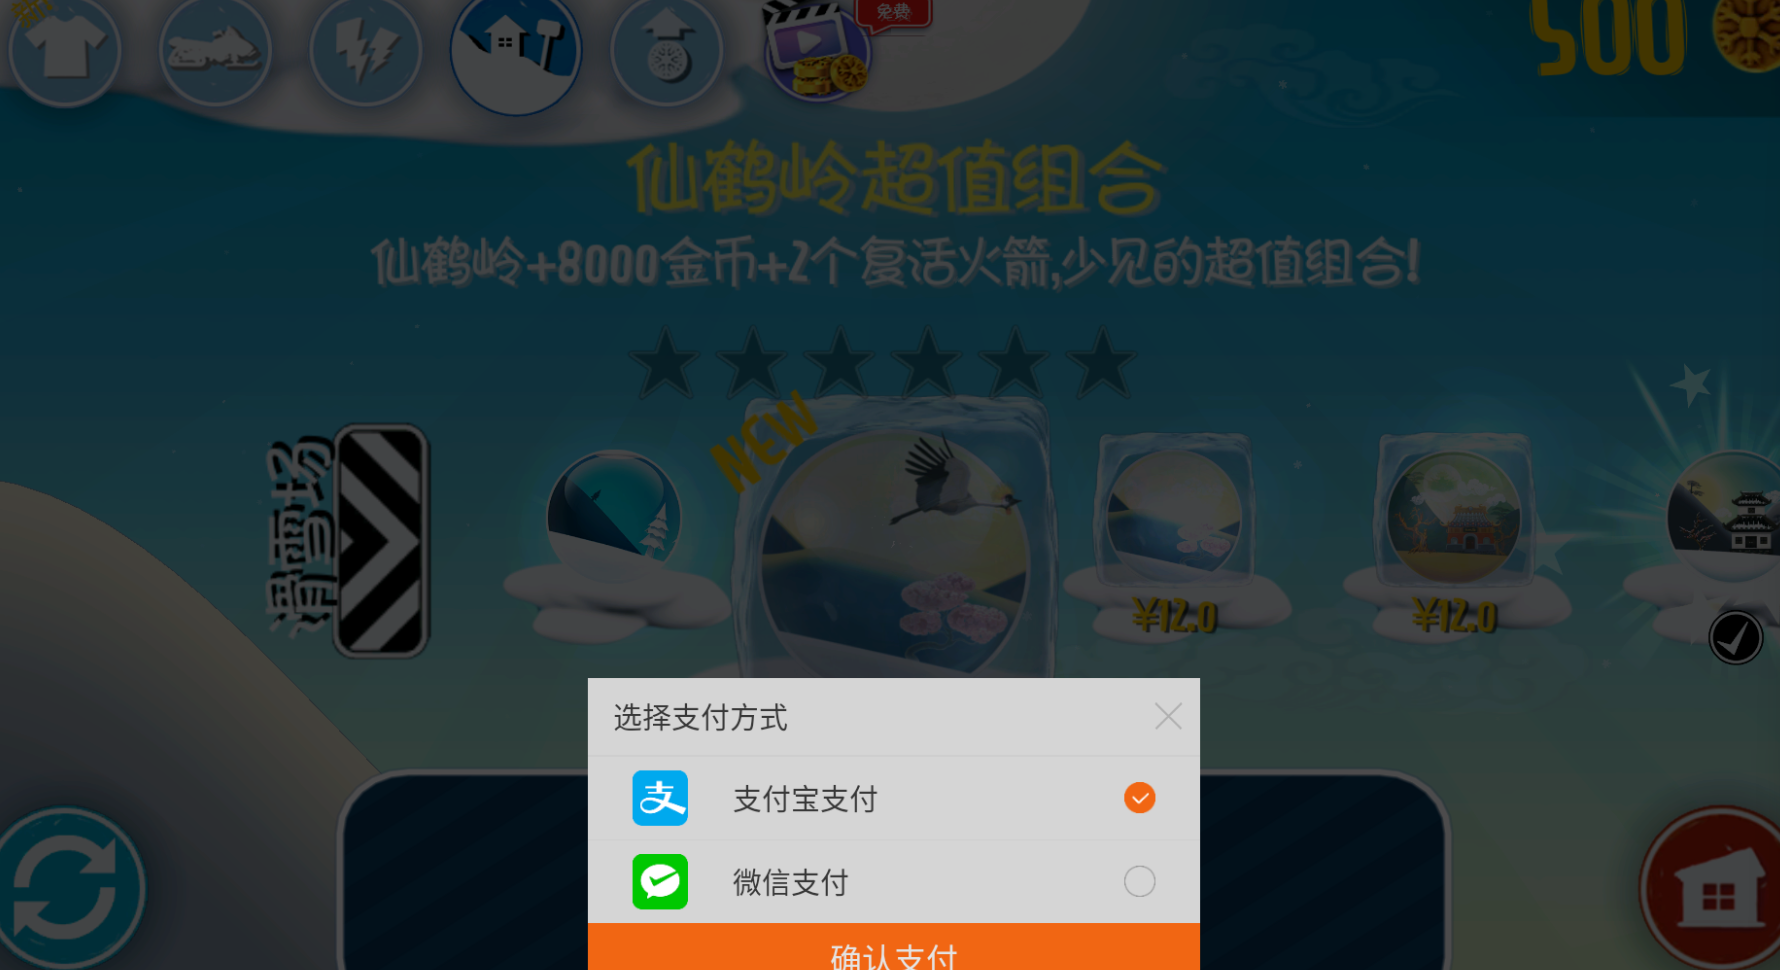 新
免费
500
仙鹤岭超值组合
仙鹤岭+8000金币+2个复活火箭,少见的超值组合!
NEW
滑雪场
¥12.0
¥12.0
选择支付方式
支付宝支付
微信支付
确认支付